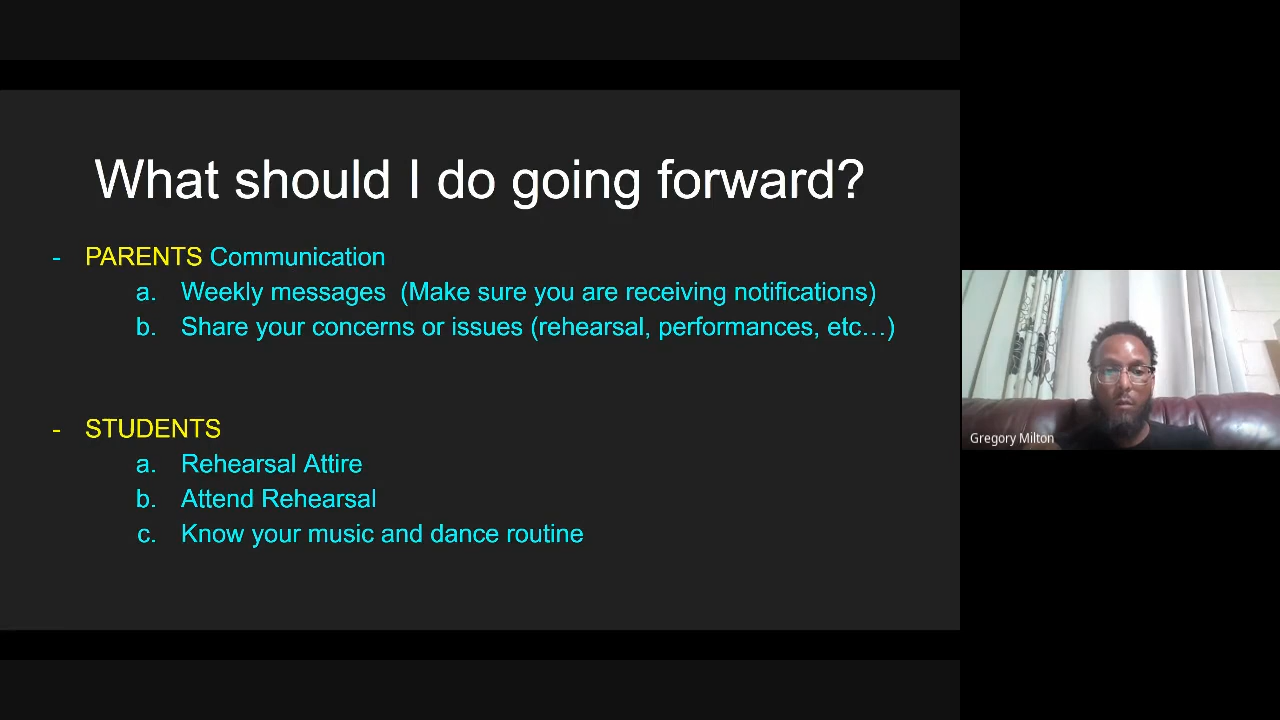 What should I do going forward?
- PARENTS Communication
a. Weekly messages  (Make sure you are receiving notifications)
b. Share your concerns or issues (rehearsal, performances, etc…)
- STUDENTS
a. Rehearsal Attire
b. Attend Rehearsal
c. Know your music and dance routine
Gregory Milton